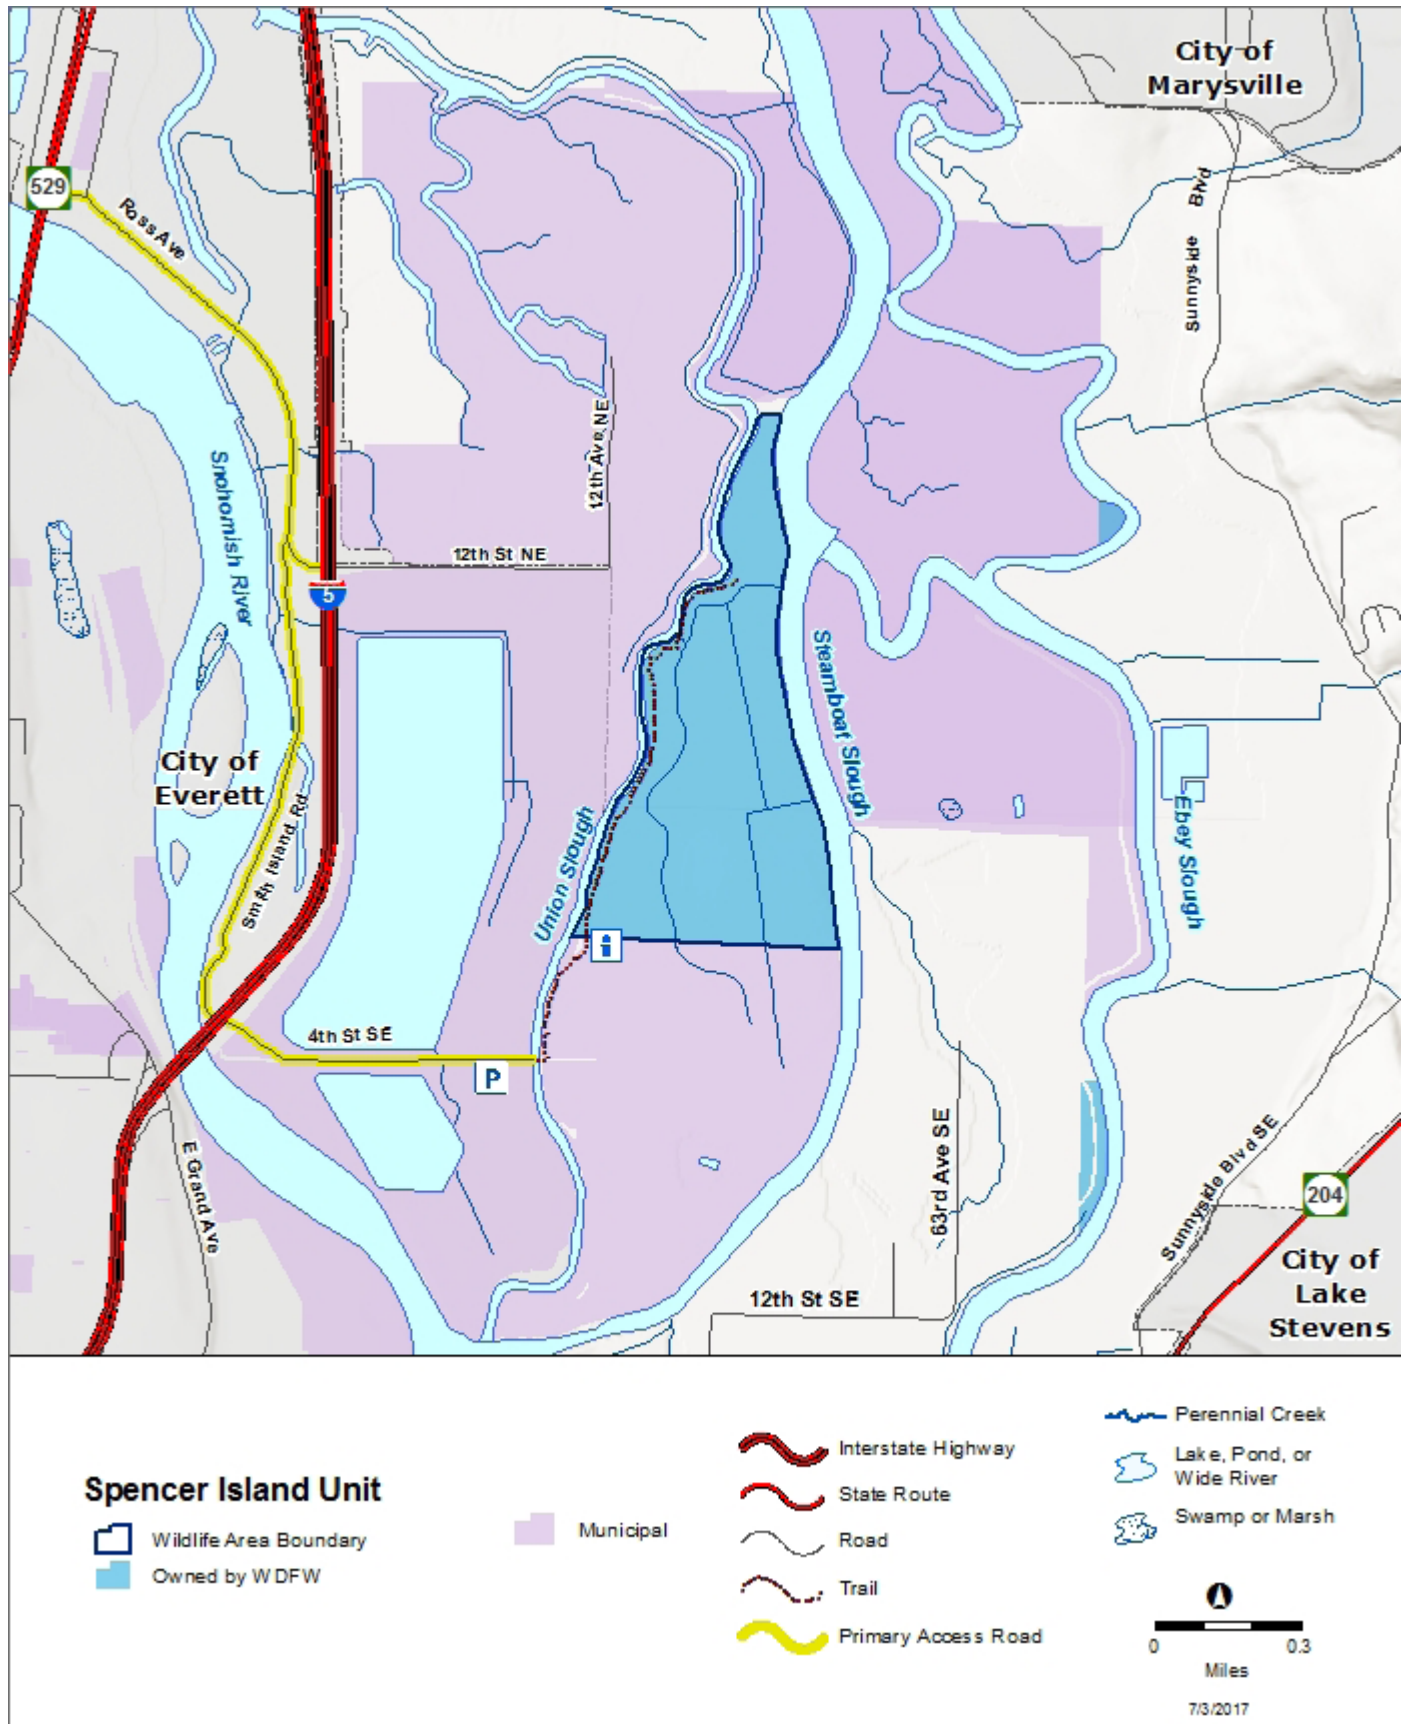 City of
Marysville
529
Ross Ave
Blvd
Sunnyside
Snohomish River
12th Ave NE
12th St NE
5
Steamboat Slough
City of
Everett
Smith Island Rd
Union Slough
Ebey Slough
i
4th St SE
P
E Grand Ave
63rd Ave SE
Sunnyside Blvd SE
204
12th St SE
City of
Lake
Stevens
Spencer Island Unit
Wildlife Area Boundary
Owned by WDFW
Municipal
Interstate Highway
State Route
Road
Trail
Primary Access Road
Perennial Creek
Lake, Pond, or
Wide River
Swamp or Marsh
0 0.3
Miles
7/3/2017